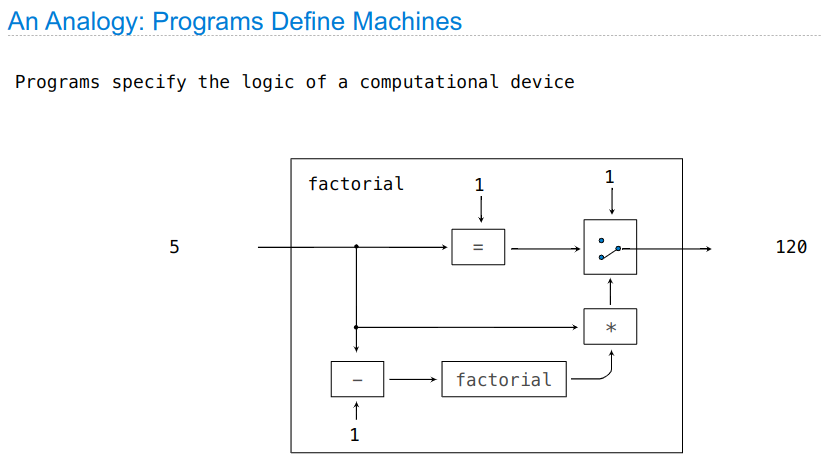 An Analogy: Programs Define Machines
Programs specify the logic of a computational device
factorial
1
1
5
=
120
*
−
factorial
1